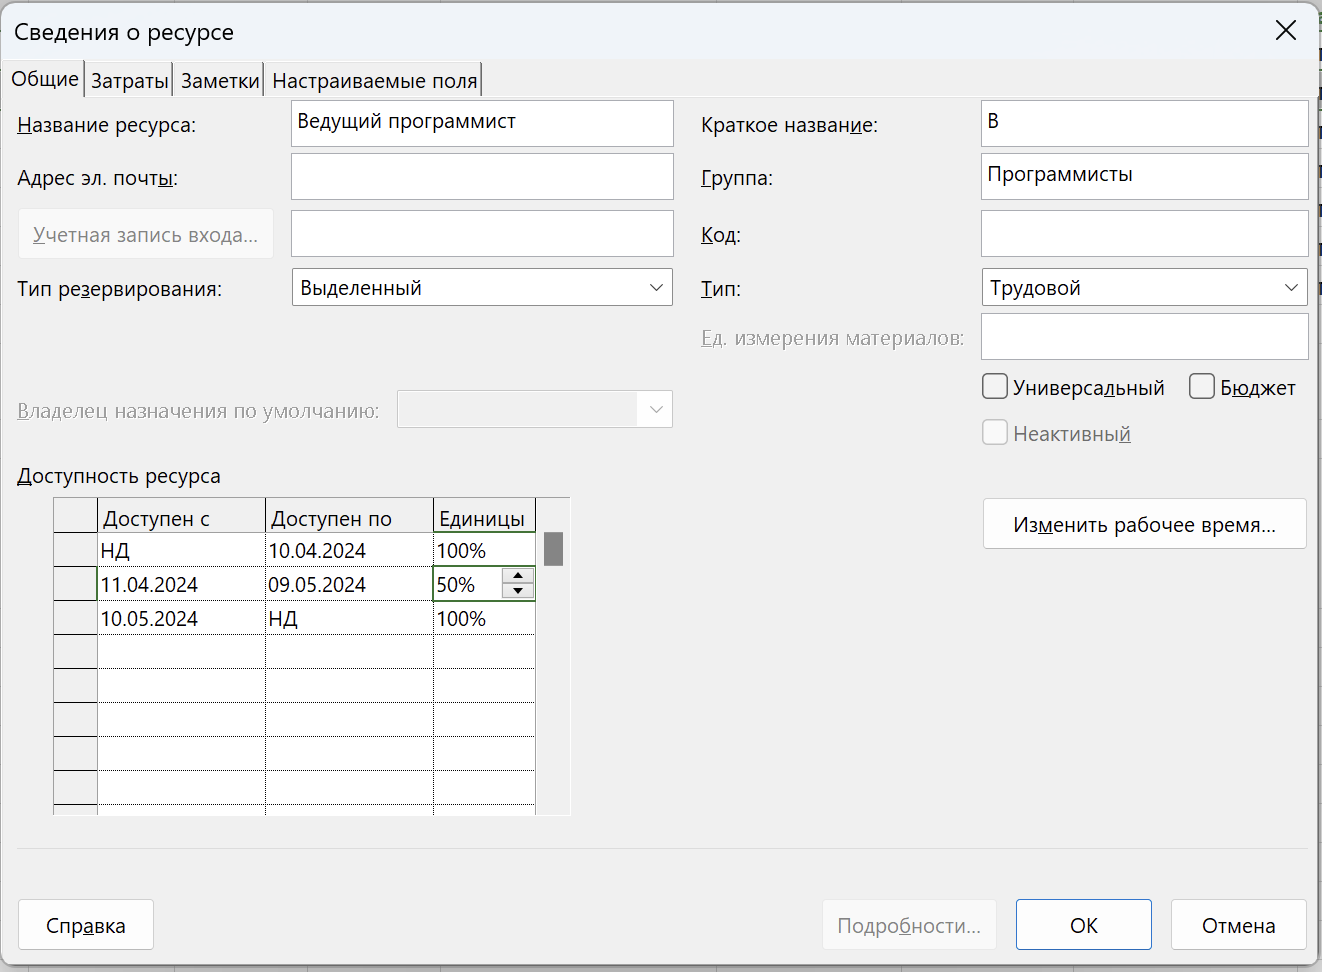 Сведения о ресурсе
Общие Затраты Заметки Настраиваемые поля
Название ресурса: Ведущий программист Краткое название: В
Адрес эл. почты: Группа: Программисты
Учетная запись входа... Код:
Тип резервирования: Выделенный Тип: Трудовой
Ед. измерения материалов:
Универсальный Бюджет
Владелец назначения по умолчанию:
Неактивный
Доступность ресурса
Доступен с Доступен по Единицы
Изменить рабочее время...
НД 10.04.2024 100%
11.04.2024 09.05.2024 50%
10.05.2024 НД 100%
Справка Подробности... ОК Отмена